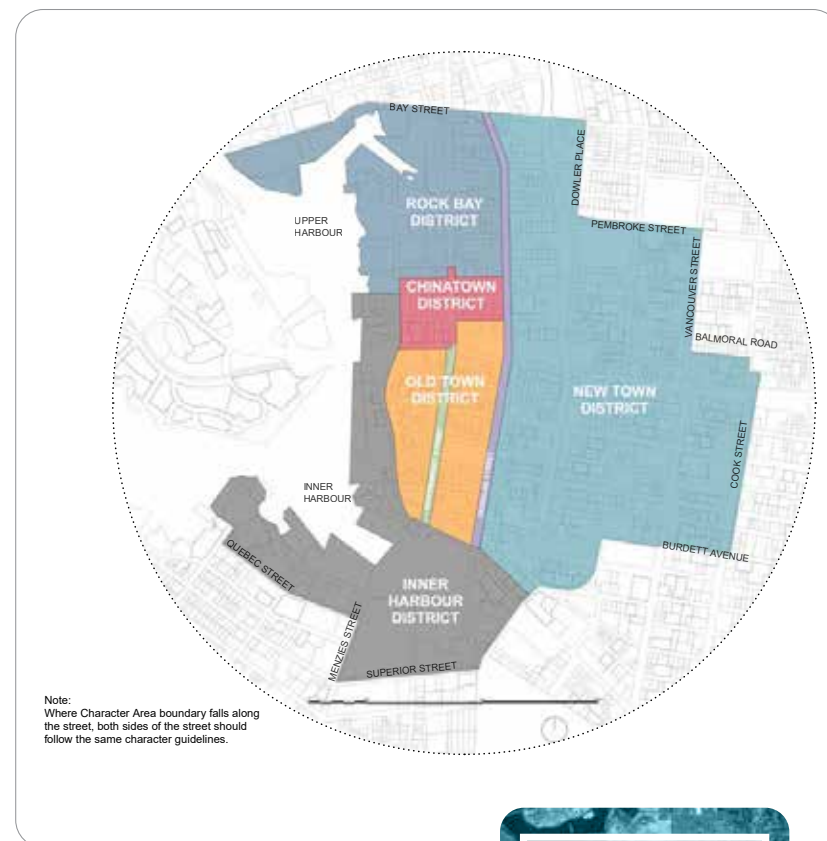 BAY STREET
DOWLER PLACE
ROCK BAY
DISTRICT
UPPER
HARBOUR
PEMBROKE STREET
VANCOUVER STREET
CHINATOWN
DISTRICT
BALMORAL ROAD
OLD TOWN
DISTRICT
NEW TOWN
DISTRICT
COOK STREET
INNER
HARBOUR
QUEBEC STREET
BURDETT AVENUE
INNER
HARBOUR
DISTRICT
MENZIES STREET
SUPERIOR STREET
Note:
Where Character Area boundary falls along
the street, both sides of the street should
follow the same character guidelines.